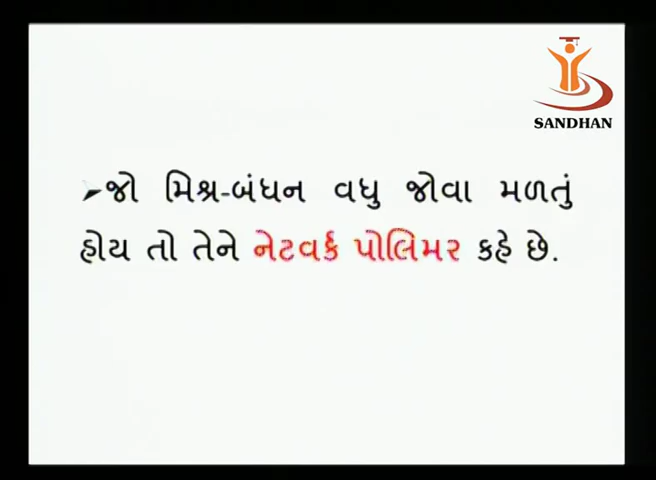 SANDHAN
➢જો મિશ્ર-બંધન વધુ જોવા મળતું
હોય તો તેને નેટવર્ક પોલિમર કહે છે.